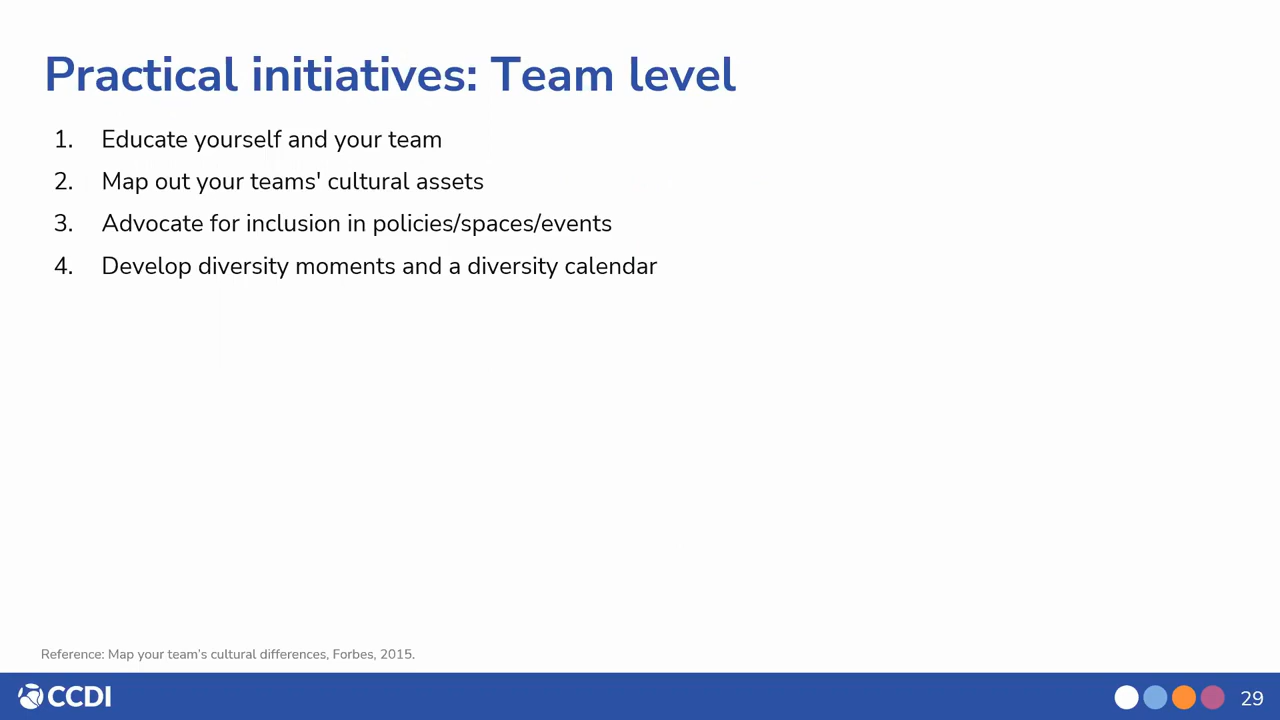 Practical initiatives: Team level
1. Educate yourself and your team
2. Map out your teams' cultural assets
3. Advocate for inclusion in policies/spaces/events
4. Develop diversity moments and a diversity calendar
Reference: Map your team's cultural differences, Forbes, 2015.
CCDI
29